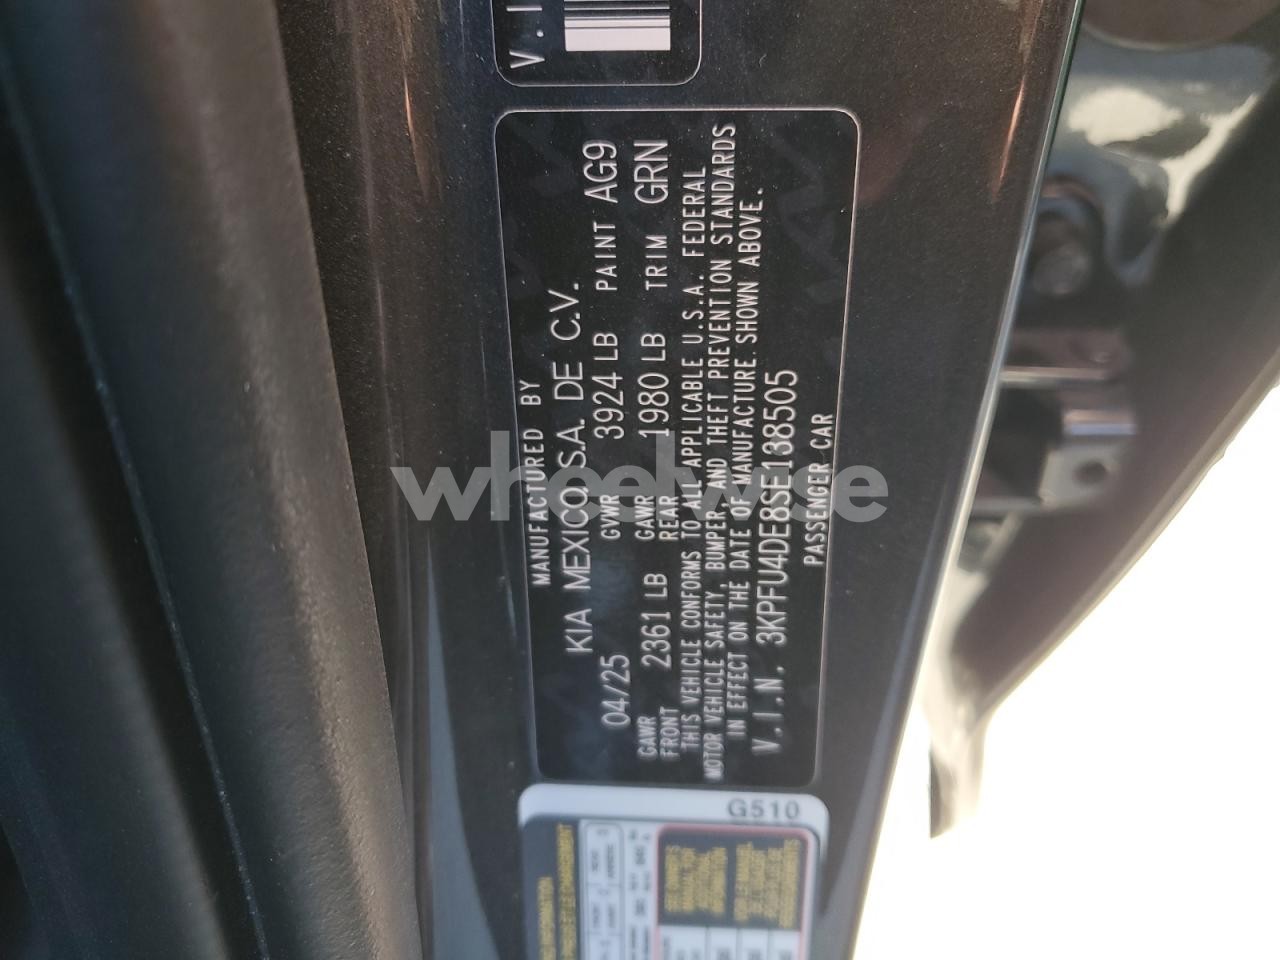 V.I
MANUFACTURED BY
KIA MEXICO, S.A. DE C.V.
04/25 GVWR 3924 LB PAINT AG9
GAWR FRONT 2361 LB GAWR REAR 1980 LB TRIM GRN
THIS VEHICLE CONFORMS TO ALL APPLICABLE U.S.A. FEDERAL
MOTOR VEHICLE SAFETY, BUMPER, AND THEFT PREVENTION STANDARDS
IN EFFECT ON THE DATE OF MANUFACTURE SHOWN ABOVE.
V.I.N. 3KPFU4DE8SE138505
PASSENGER CAR
wheelwise
G510